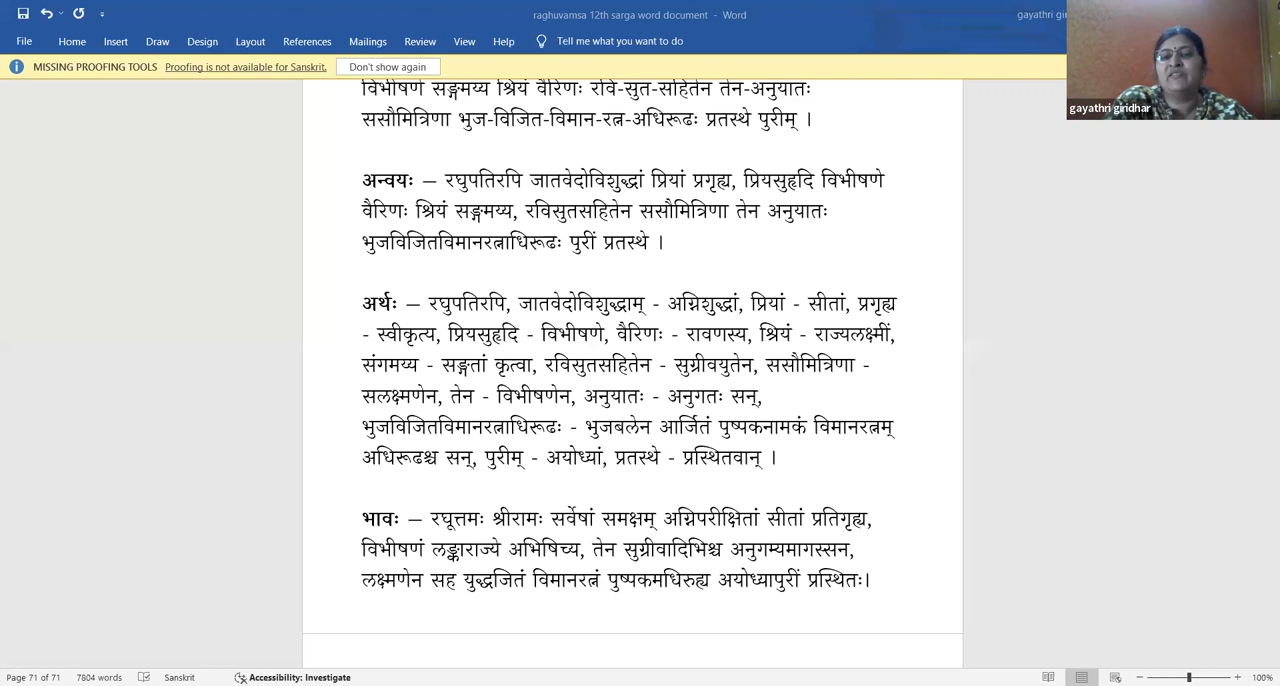 raghuvamsa 12th sarga word document - Word
gayathri gir
File Home Insert Draw Design Layout References Mailings Review View Help Tell me what you want to do
MISSING PROOFING TOOLS Proofing is not available for Sanskrit. Don't show again
gayathri giridhar
विभीषणे सङ्गमय्य श्रियं वैरिणः रवि-सुत-सहितेन तेन-अनुयातः
ससौमित्रिणा भुज-विजित-विमान-रत्न-अधिरूढः प्रतस्थे पुरीम् ।
अन्वयः – रघुपतिरपि जातवेदोविशुद्धां प्रियां प्रगृह्य, प्रियसुहृदि विभीषणे
वैरिणः श्रियं सङ्गमय्य, रविसुतसहितेन ससौमित्रिणा तेन अनुयातः
भुजविजितविमानरत्नाधिरूढः पुरीं प्रतस्थे ।
अर्थः – रघुपतिरपि, जातवेदोविशुद्धाम् - अग्निशुद्धां, प्रियां - सीतां, प्रगृह्य
- स्वीकृत्य, प्रियसुहृदि - विभीषणे, वैरिणः - रावणस्य, श्रियं - राज्यलक्ष्मीं,
संगमय्य - सङ्गतां कृत्वा, रविसुतसहितेन - सुग्रीवयुतेन, ससौमित्रिणा -
सलक्ष्मणेन, तेन - विभीषणेन, अनुयातः - अनुगतः सन्,
भुजविजितविमानरत्नाधिरूढः - भुजबलेन आर्जितं पुष्पकनामकं विमानरत्नम्
अधिरूढश्च सन्, पुरीम् - अयोध्यां, प्रतस्थे - प्रस्थितवान् ।
भावः – रघूत्तमः श्रीरामः सर्वेषां समक्षम् अग्निपरीक्षितां सीतां प्रतिगृह्य,
विभीषणं लङ्काराज्ये अभिषिच्य, तेन सुग्रीवादिभिश्च अनुगम्यमागस्सन,
लक्ष्मणेन सह युद्धजितं विमानरत्नं पुष्पकमधिरुह्य अयोध्यापुरीं प्रस्थितः।
Page 71 of 71 7804 words Sanskrit Accessibility: Investigate 100%